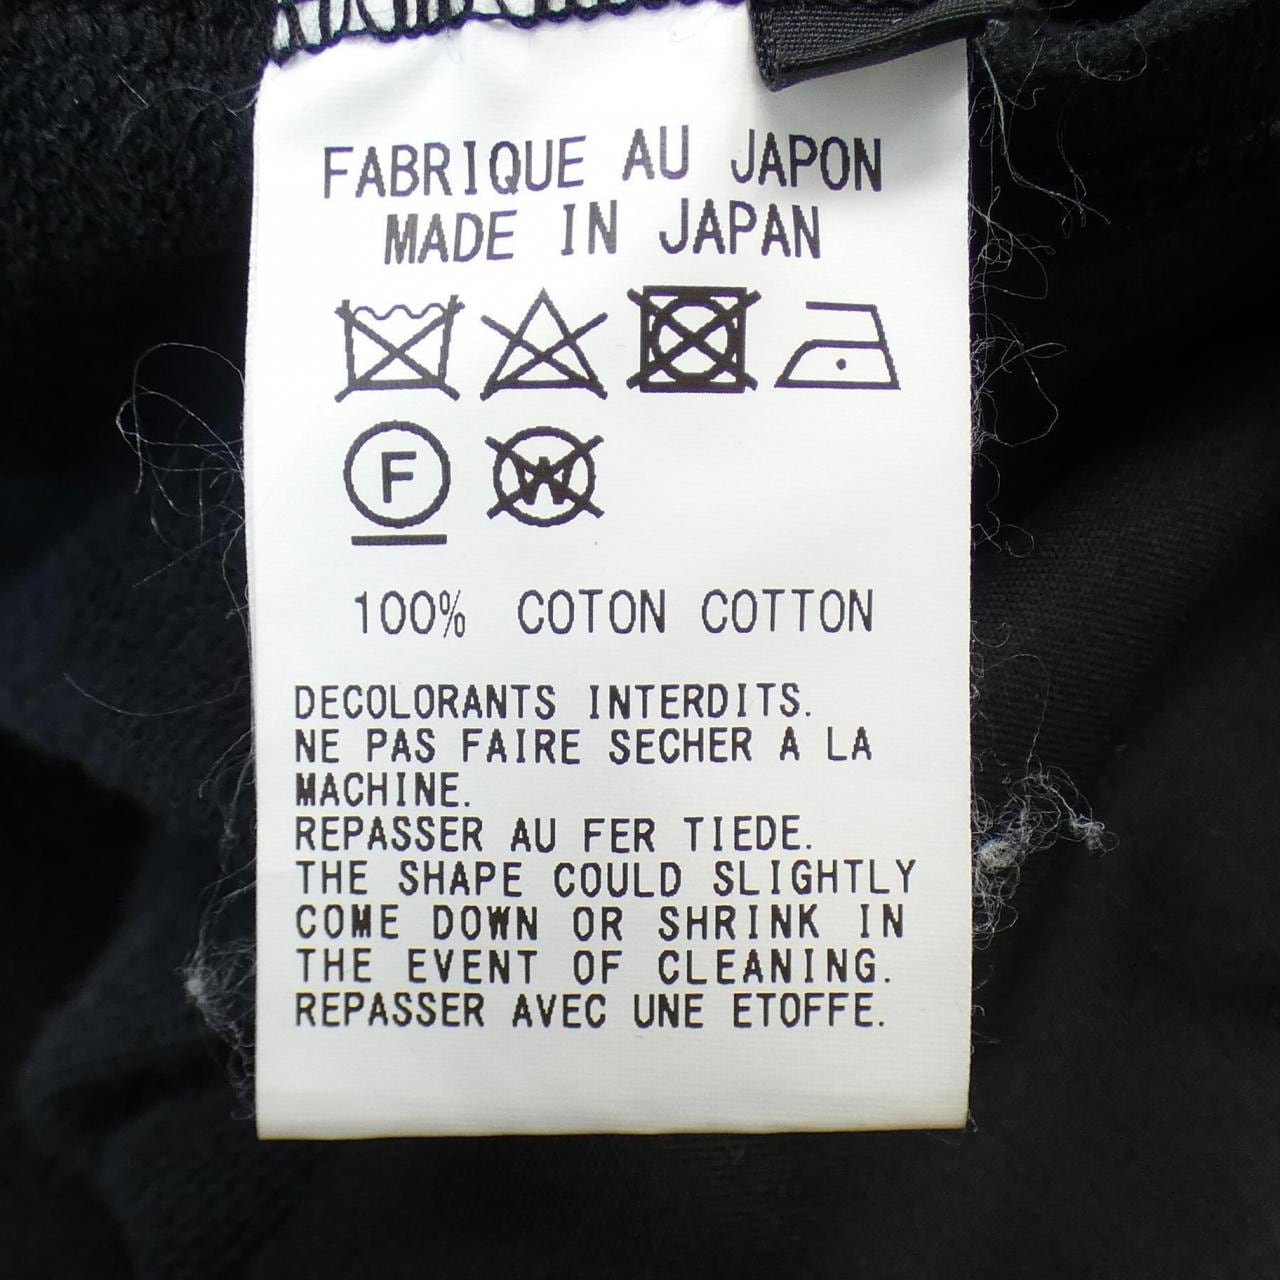 FABRIQUE AU JAPON
MADE IN JAPAN
F W
100% COTON COTTON
DECOLORANTS INTERDITS.
NE PAS FAIRE SECHER A LA
MACHINE.
REPASSER AU FER TIEDE.
THE SHAPE COULD SLIGHTLY
COME DOWN OR SHRINK IN
THE EVENT OF CLEANING.
REPASSER AVEC UNE ETOFFE.